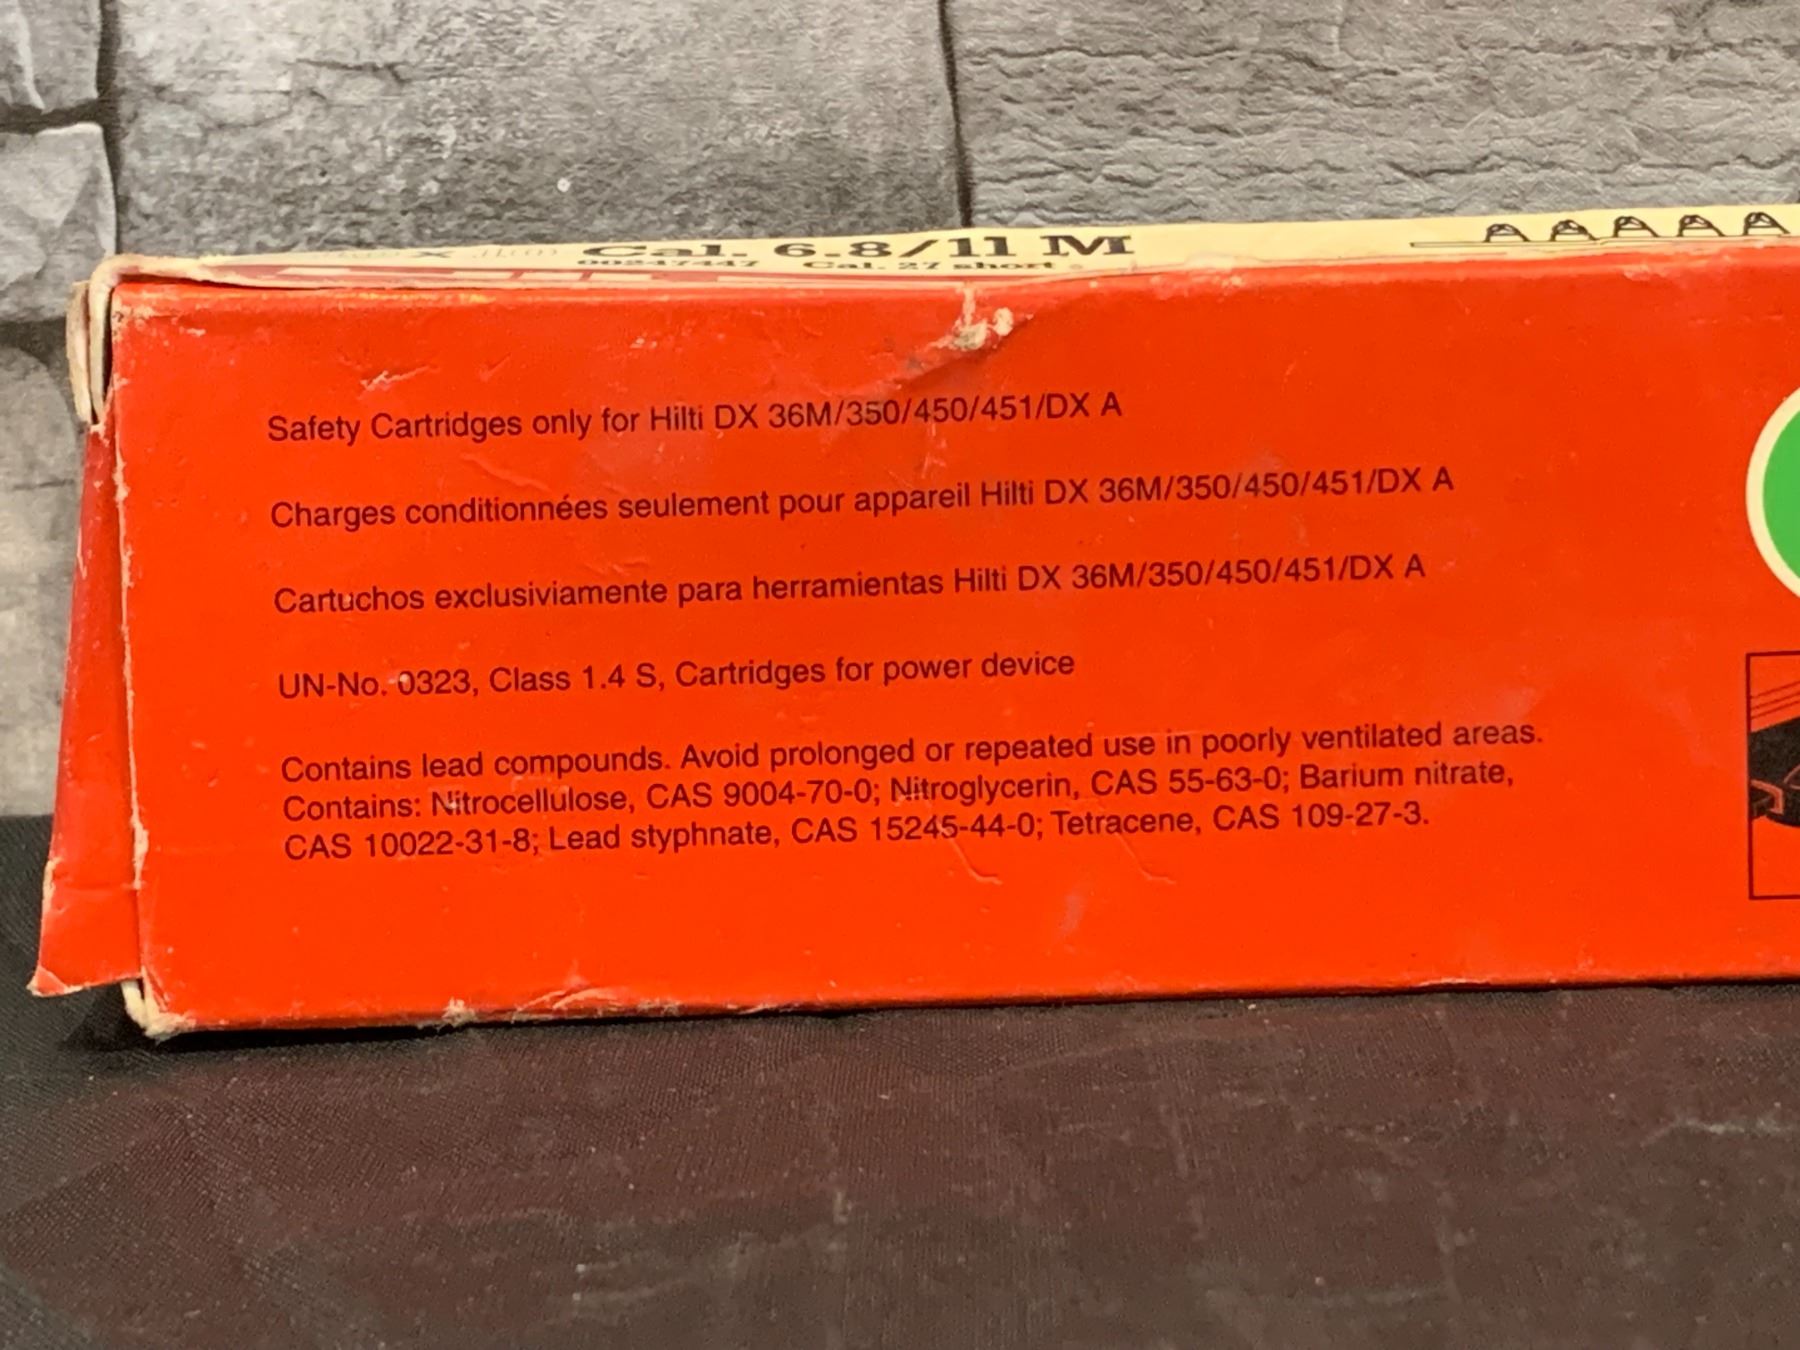 Cal. 6.8/11 M
00247447 Cal. 27 short
Safety Cartridges only for Hilti DX 36M/350/450/451/DX A
Charges conditionnées seulement pour appareil Hilti DX 36M/350/450/451/DX A
Cartuchos exclusiviamente para herramientas Hilti DX 36M/350/450/451/DX A
UN-No. 0323, Class 1.4 S, Cartridges for power device
Contains lead compounds. Avoid prolonged or repeated use in poorly ventilated areas.
Contains: Nitrocellulose, CAS 9004-70-0; Nitroglycerin, CAS 55-63-0; Barium nitrate,
CAS 10022-31-8; Lead styphnate, CAS 15245-44-0; Tetracene, CAS 109-27-3.